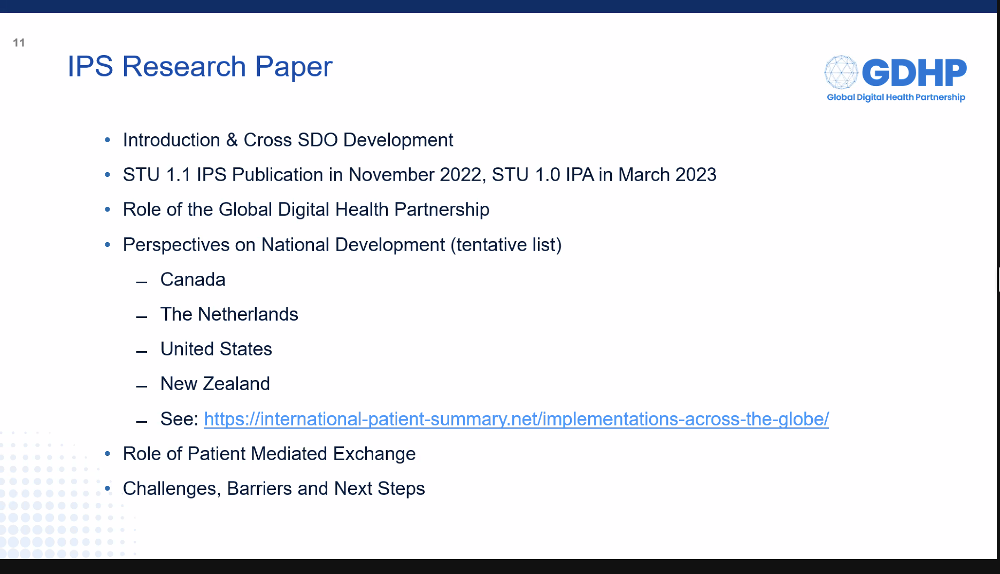 11
IPS Research Paper
GDHP
Global Digital Health Partnership
• Introduction & Cross SDO Development
• STU 1.1 IPS Publication in November 2022, STU 1.0 IPA in March 2023
• Role of the Global Digital Health Partnership
• Perspectives on National Development (tentative list)
– Canada
– The Netherlands
– United States
– New Zealand
– See: https://international-patient-summary.net/implementations-across-the-globe/
• Role of Patient Mediated Exchange
• Challenges, Barriers and Next Steps